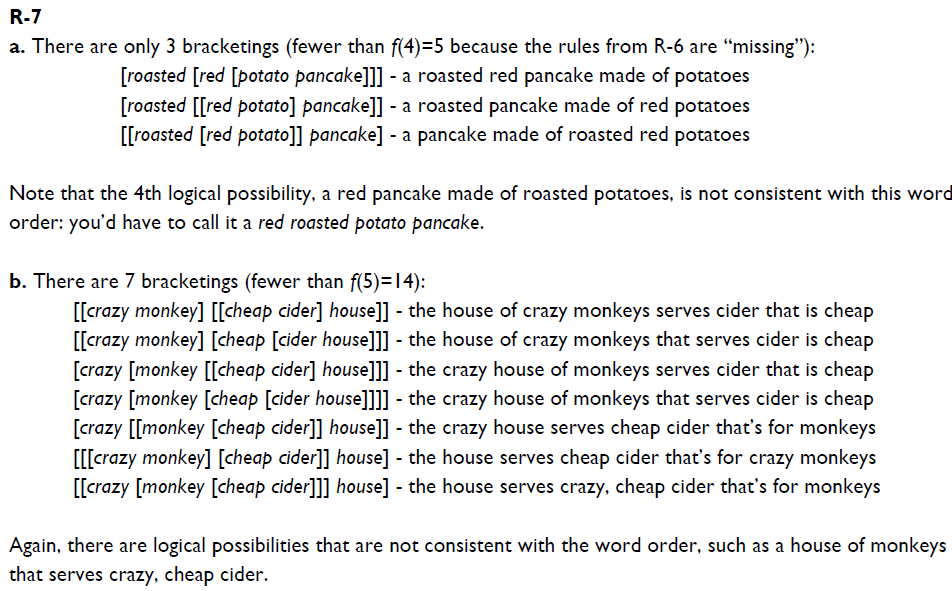 R-7
a. There are only 3 bracketings (fewer than f(4)=5 because the rules from R-6 are “missing”):
[roasted [red [potato pancake]]] - a roasted red pancake made of potatoes
[roasted [[red potato] pancake]] - a roasted pancake made of red potatoes
[[roasted [red potato]] pancake] - a pancake made of roasted red potatoes
Note that the 4th logical possibility, a red pancake made of roasted potatoes, is not consistent with this word
order: you’d have to call it a red roasted potato pancake.
b. There are 7 bracketings (fewer than f(5)=14):
[[crazy monkey] [[cheap cider] house]] - the house of crazy monkeys serves cider that is cheap
[[crazy monkey] [cheap [cider house]]] - the house of crazy monkeys that serves cider is cheap
[crazy [monkey [[cheap cider] house]]] - the crazy house of monkeys serves cider that is cheap
[crazy [monkey [cheap [cider house]]]] - the crazy house of monkeys that serves cider is cheap
[crazy [[monkey [cheap cider]] house]] - the crazy house serves cheap cider that’s for monkeys
[[[crazy monkey] [cheap cider]] house] - the house serves cheap cider that’s for crazy monkeys
[[crazy [monkey [cheap cider]]] house] - the house serves crazy, cheap cider that’s for monkeys
Again, there are logical possibilities that are not consistent with the word order, such as a house of monkeys
that serves crazy, cheap cider.